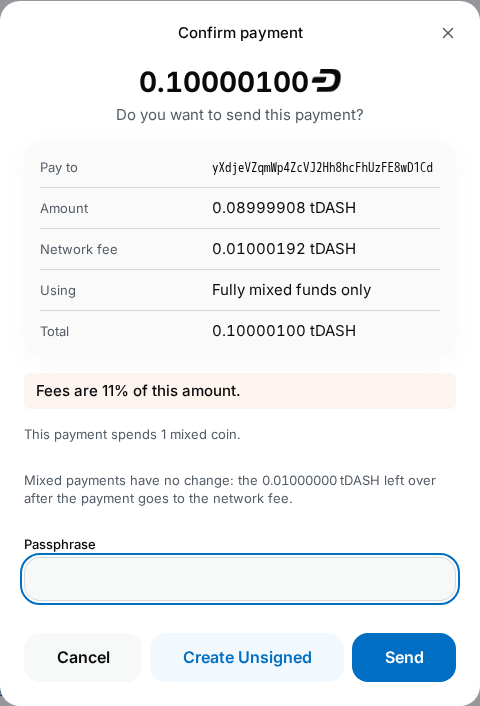 Confirm payment
0.10000100
Do you want to send this payment?
Pay to yXdjeVZqmWp4ZcVJ2Hh8hcFhUzFE8wD1Cd
Amount 0.08999908 tDASH
Network fee 0.01000192 tDASH
Using Fully mixed funds only
Total 0.10000100 tDASH
Fees are 11% of this amount.
This payment spends 1 mixed coin.
Mixed payments have no change: the 0.01000000 tDASH left over
after the payment goes to the network fee.
Passphrase
Cancel Create Unsigned Send